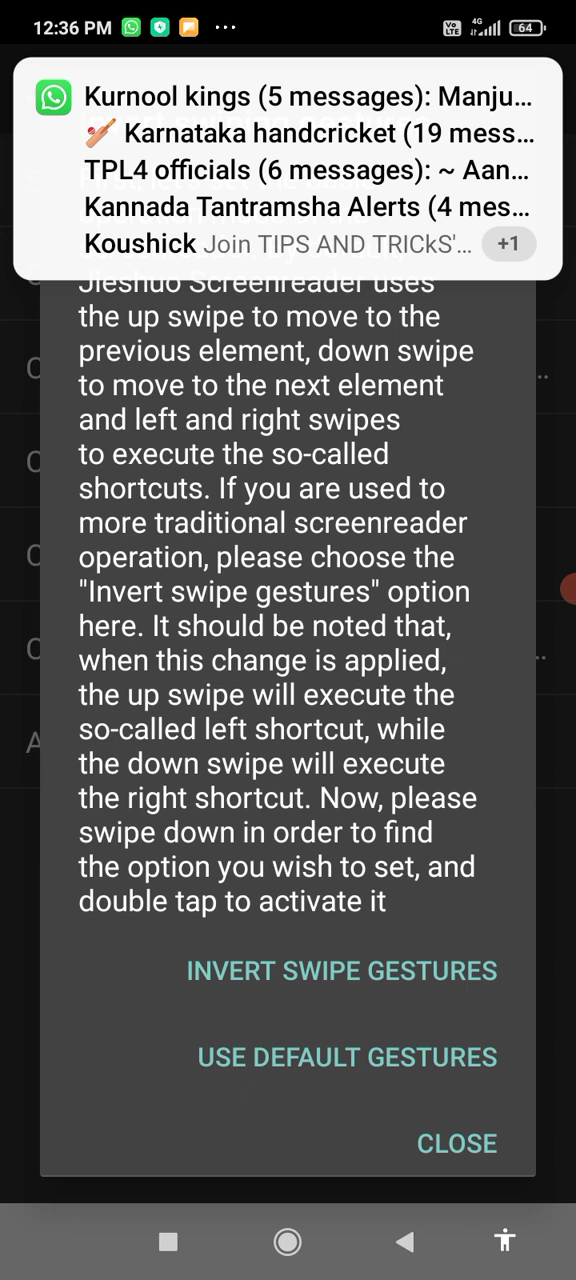 12:36 PM ... Vo LTE 4G 64
Kurnool kings (5 messages): Manju...
🏏 Karnataka handcricket (19 mess...
TPL4 officials (6 messages): ~ Aan...
Kannada Tantramsha Alerts (4 mes...
Koushick Join TIPS AND TRICkS'... +1
Jieshuo Screenreader uses
the up swipe to move to the
previous element, down swipe
to move to the next element
and left and right swipes
to execute the so-called
shortcuts. If you are used to
more traditional screenreader
operation, please choose the
"Invert swipe gestures" option
here. It should be noted that,
when this change is applied,
the up swipe will execute the
so-called left shortcut, while
the down swipe will execute
the right shortcut. Now, please
swipe down in order to find
the option you wish to set, and
double tap to activate it
INVERT SWIPE GESTURES
USE DEFAULT GESTURES
CLOSE